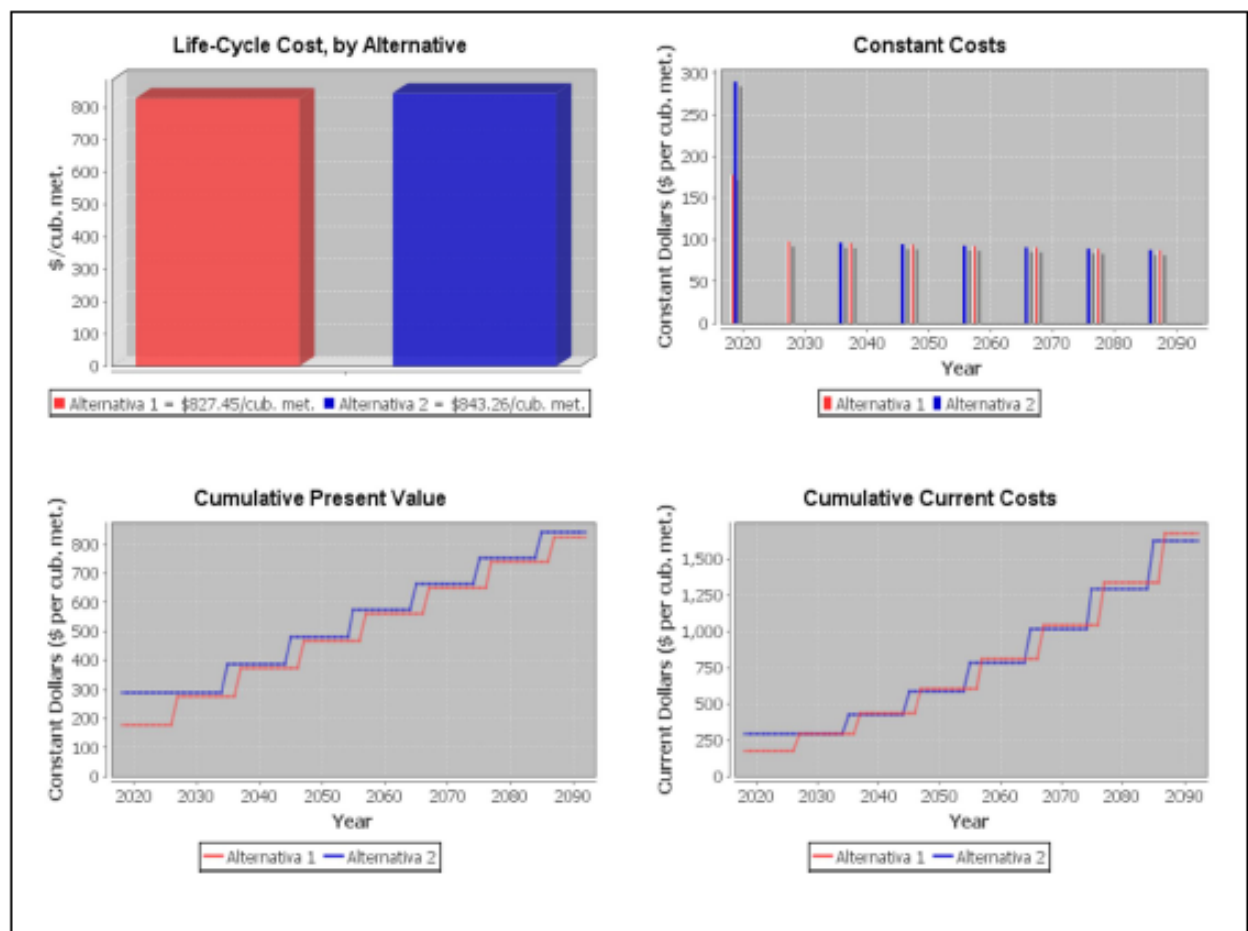 Life-Cycle Cost, by Alternative
$/cub. met.
800
700
600
500
400
300
200
100
0
Alternativa 1 = $827.45/cub. met. Alternativa 2 = $843.26/cub. met.
Constant Costs
Constant Dollars ($ per cub. met.)
300
250
200
150
100
50
0
2020 2030 2040 2050 2060 2070 2080 2090
Year
Alternativa 1 Alternativa 2
Cumulative Present Value
Constant Dollars ($ per cub. met.)
800
700
600
500
400
300
200
100
0
2020 2030 2040 2050 2060 2070 2080 2090
Year
Alternativa 1 Alternativa 2
Cumulative Current Costs
Current Dollars ($ per cub. met.)
1,500
1,250
1,000
750
500
250
0
2020 2030 2040 2050 2060 2070 2080 2090
Year
Alternativa 1 Alternativa 2